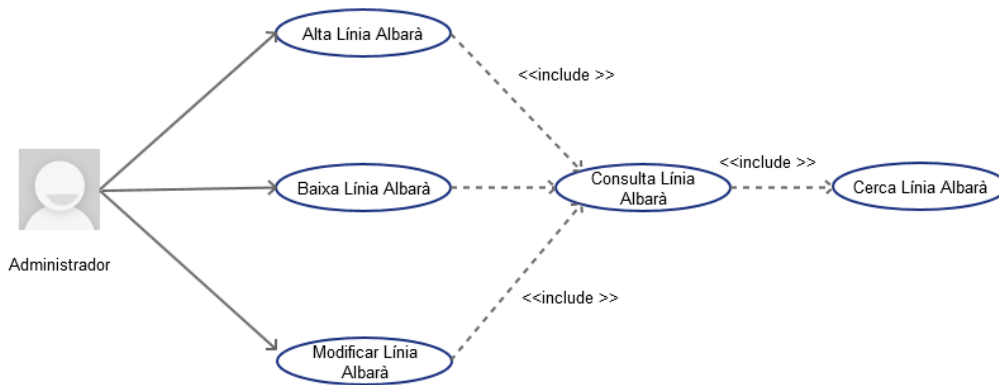 Alta Línia Albarà
<<include >>
<<include >>
Baixa Línia Albarà
Consulta Línia
Albarà
Cerca Línia Albarà
Administrador
<<include >>
Modificar Línia
Albarà